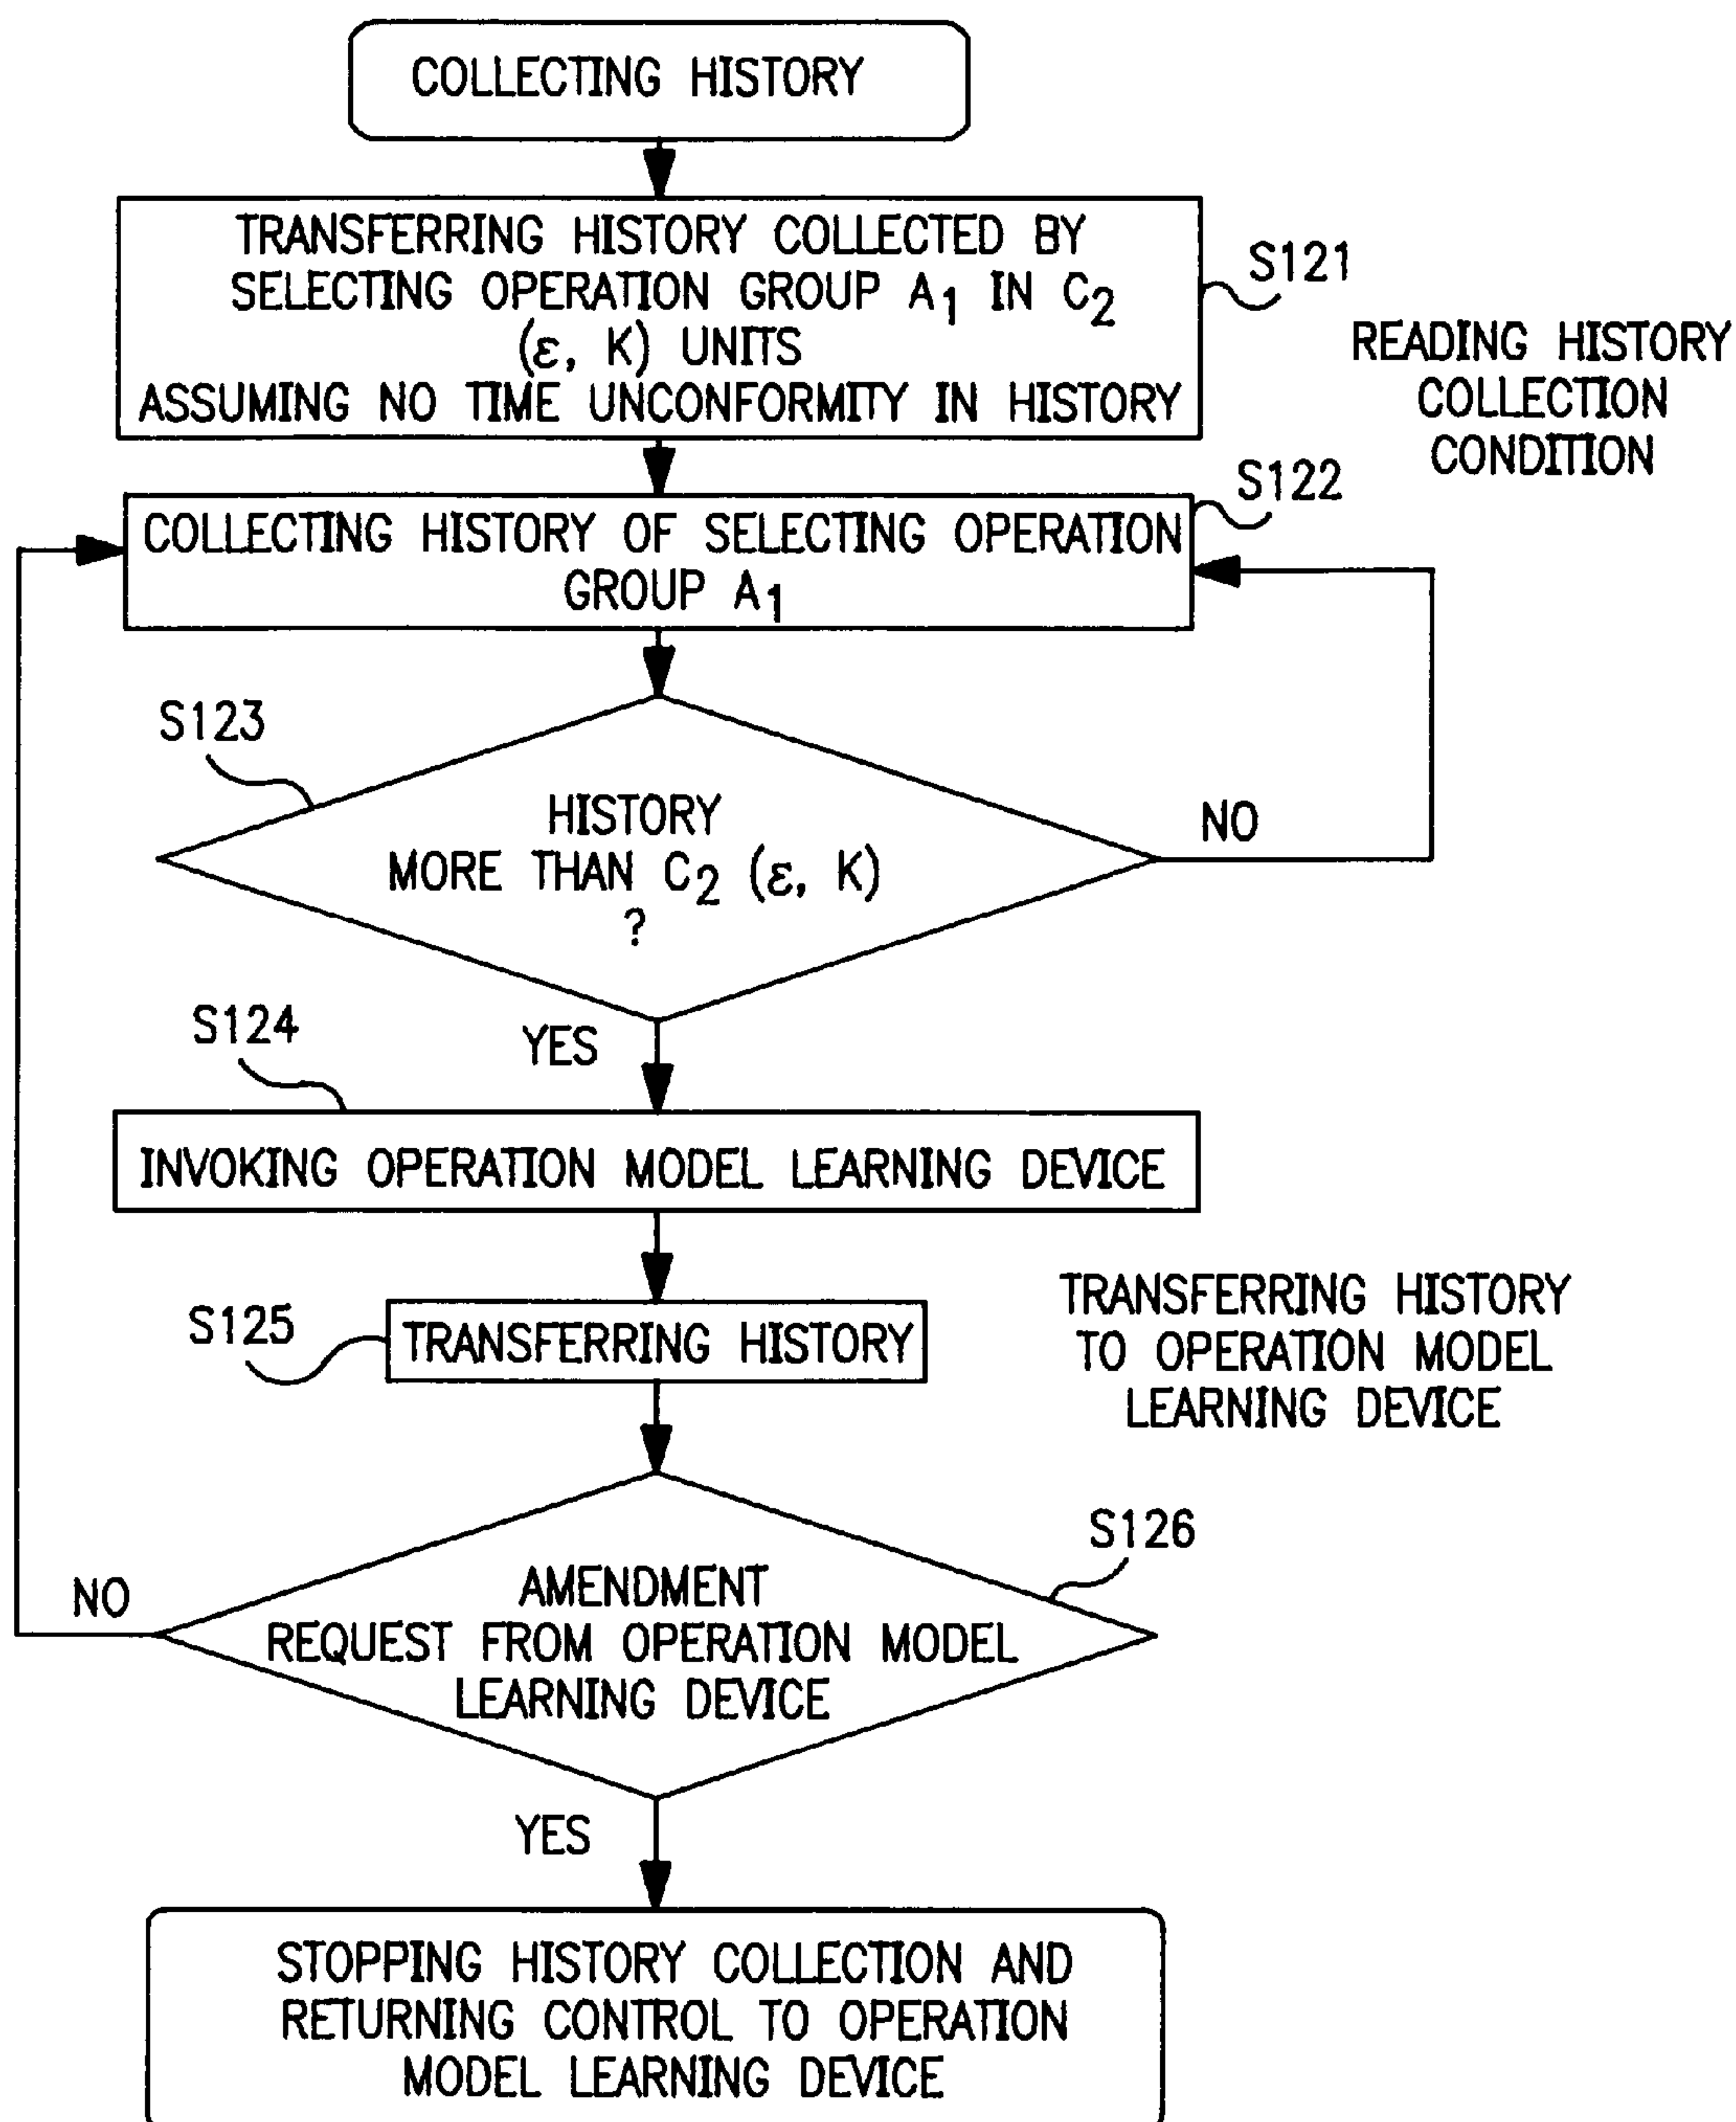 COLLECTING HISTORY
TRANSFERRING HISTORY COLLECTED BY
SELECTING OPERATION GROUP A1 IN C2
(ε, K) UNITS
ASSUMING NO TIME UNCONFORMITY IN HISTORY
S121
READING HISTORY
COLLECTION
CONDITION
S122
COLLECTING HISTORY OF SELECTING OPERATION
GROUP A1
S123
HISTORY
MORE THAN C2 (ε, K)
?
NO
YES
S124
INVOKING OPERATION MODEL LEARNING DEVICE
S125
TRANSFERRING HISTORY
TRANSFERRING HISTORY
TO OPERATION MODEL
LEARNING DEVICE
S126
AMENDMENT
REQUEST FROM OPERATION MODEL
LEARNING DEVICE
NO
YES
STOPPING HISTORY COLLECTION AND
RETURNING CONTROL TO OPERATION
MODEL LEARNING DEVICE